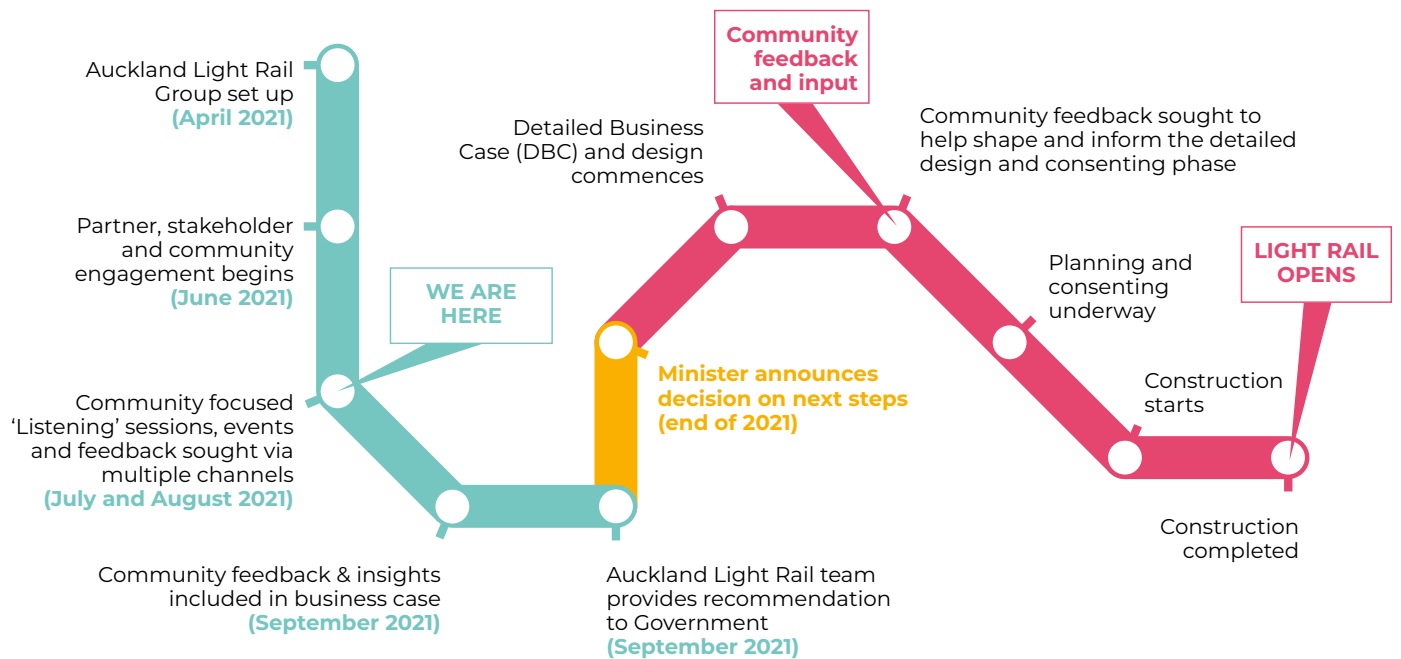 Auckland Light Rail
Group set up
(April 2021)
Partner, stakeholder
and community
engagement begins
(June 2021)
WE ARE
HERE
Community focused
‘Listening’ sessions, events
and feedback sought via
multiple channels
(July and August 2021)
Community feedback & insights
included in business case
(September 2021)
Auckland Light Rail team
provides recommendation
to Government
(September 2021)
Minister announces
decision on next steps
(end of 2021)
Detailed Business
Case (DBC) and design
commences
Community
feedback
and input
Community feedback sought to
help shape and inform the detailed
design and consenting phase
Planning and
consenting
underway
Construction
starts
LIGHT RAIL
OPENS
Construction
completed